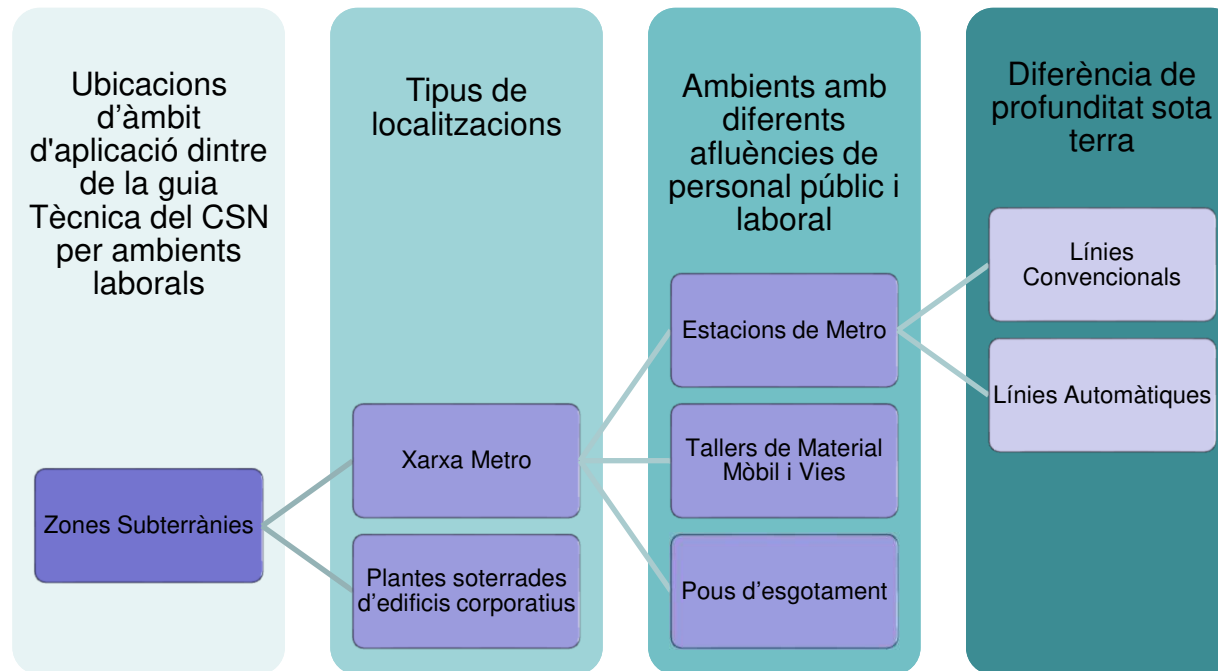 Ubicacions
d’àmbit
d'aplicació dintre
de la guia
Tècnica del CSN
per ambients
laborals
Zones Subterrànies
Tipus de
localitzacions
Xarxa Metro
Plantes soterrades
d’edificis corporatius
Ambients amb
diferents
afluències de
personal públic i
laboral
Estacions de Metro
Tallers de Material
Mòbil i Vies
Pous d’esgotament
Diferència de
profunditat sota
terra
Línies
Convencionals
Línies Automàtiques